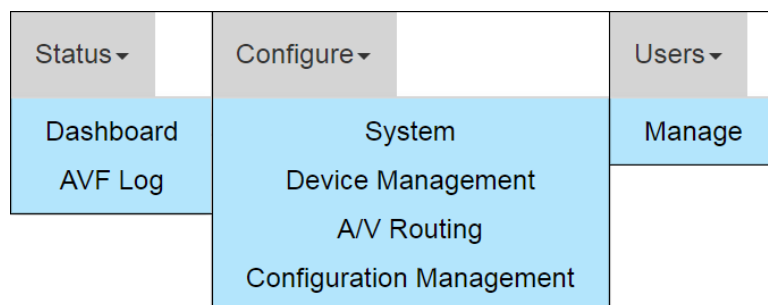 Status
Dashboard
AVF Log
Configure
System
Device Management
A/V Routing
Configuration Management
Users
Manage